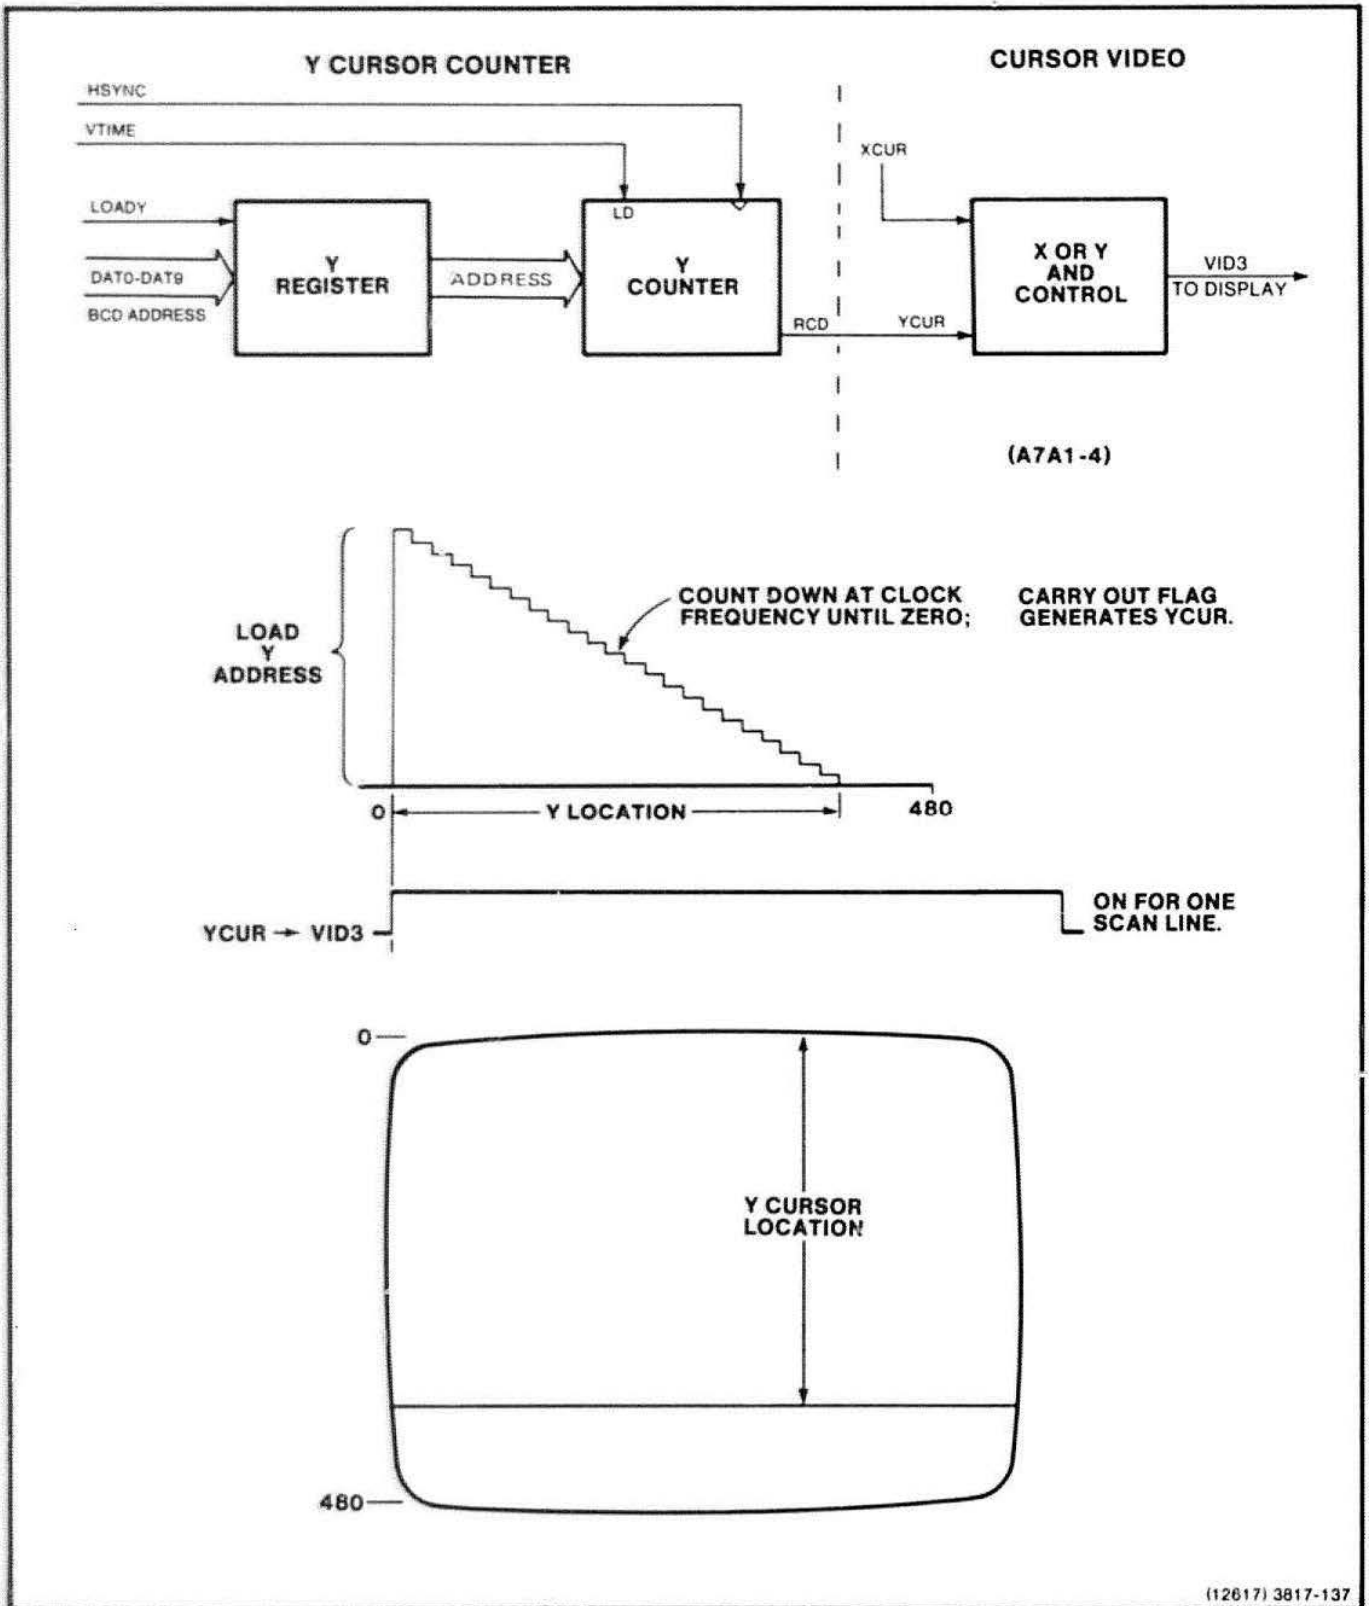 Y CURSOR COUNTER
CURSOR VIDEO
HSYNC
VTIME
XCUR
LOADY
LD
DAT0-DAT9
BCD ADDRESS
Y
REGISTER
ADDRESS
Y
COUNTER
X OR Y
AND
CONTROL
VID3
TO DISPLAY
RCD
YCUR
(A7A1-4)
LOAD
Y
ADDRESS
COUNT DOWN AT CLOCK
FREQUENCY UNTIL ZERO;
CARRY OUT FLAG
GENERATES YCUR.
0
Y LOCATION
480
YCUR → VID3
ON FOR ONE
SCAN LINE.
0
Y CURSOR
LOCATION
480
(12617) 3817-137